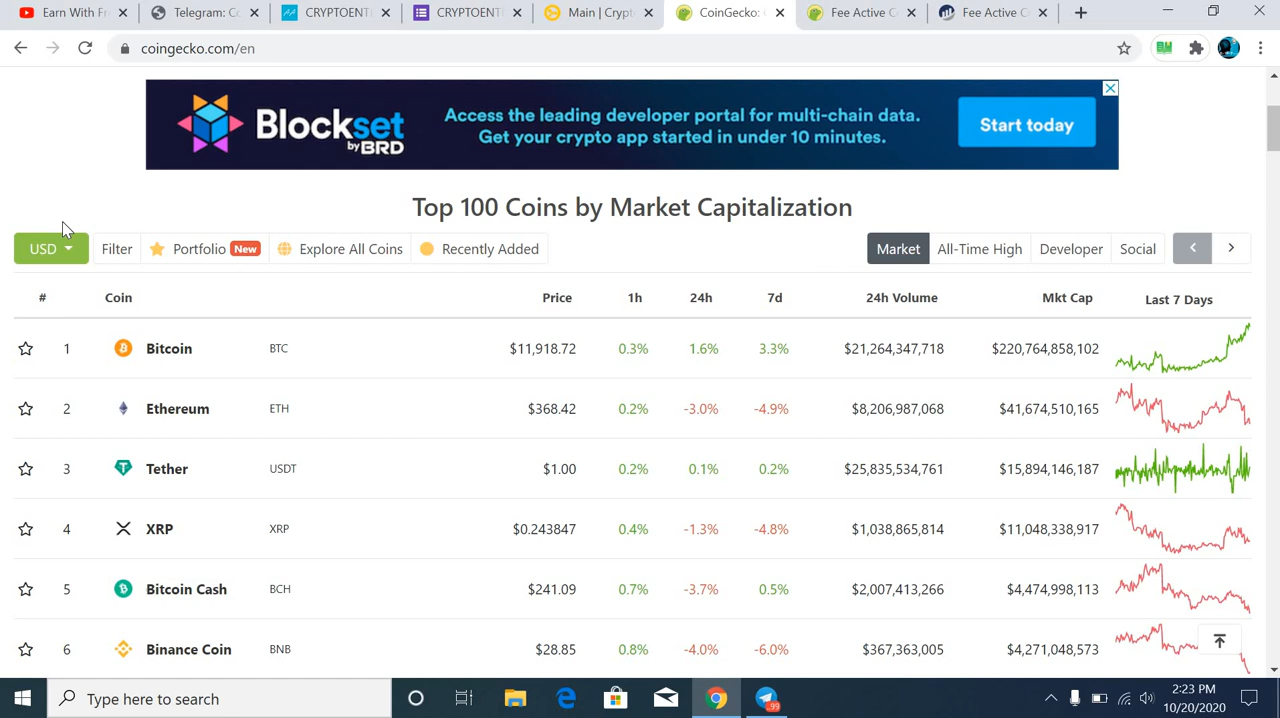 Earn With Fr
Telegram: Co
CRYPTOENT
CRYPTOENT
Main | Crypt
CoinGecko:
Fee Active C
Fee Active C
coingecko.com/en
Blockset
by BRD
Access the leading developer portal for multi-chain data.
Get your crypto app started in under 10 minutes.
Start today
Top 100 Coins by Market Capitalization
USD Filter Portfolio New Explore All Coins Recently Added Market All-Time High Developer Social
# Coin Price 1h 24h 7d 24h Volume Mkt Cap Last 7 Days
1 Bitcoin BTC $11,918.72 0.3% 1.6% 3.3% $21,264,347,718 $220,764,858,102
2 Ethereum ETH $368.42 0.2% -3.0% -4.9% $8,206,987,068 $41,674,510,165
3 Tether USDT $1.00 0.2% 0.1% 0.2% $25,835,534,761 $15,894,146,187
4 XRP XRP $0.243847 0.4% -1.3% -4.8% $1,038,865,814 $11,048,338,917
5 Bitcoin Cash BCH $241.09 0.7% -3.7% 0.5% $2,007,413,266 $4,474,998,113
6 Binance Coin BNB $28.85 0.8% -4.0% -6.0% $367,363,005 $4,271,048,573
Type here to search
99
2:23 PM
10/20/2020